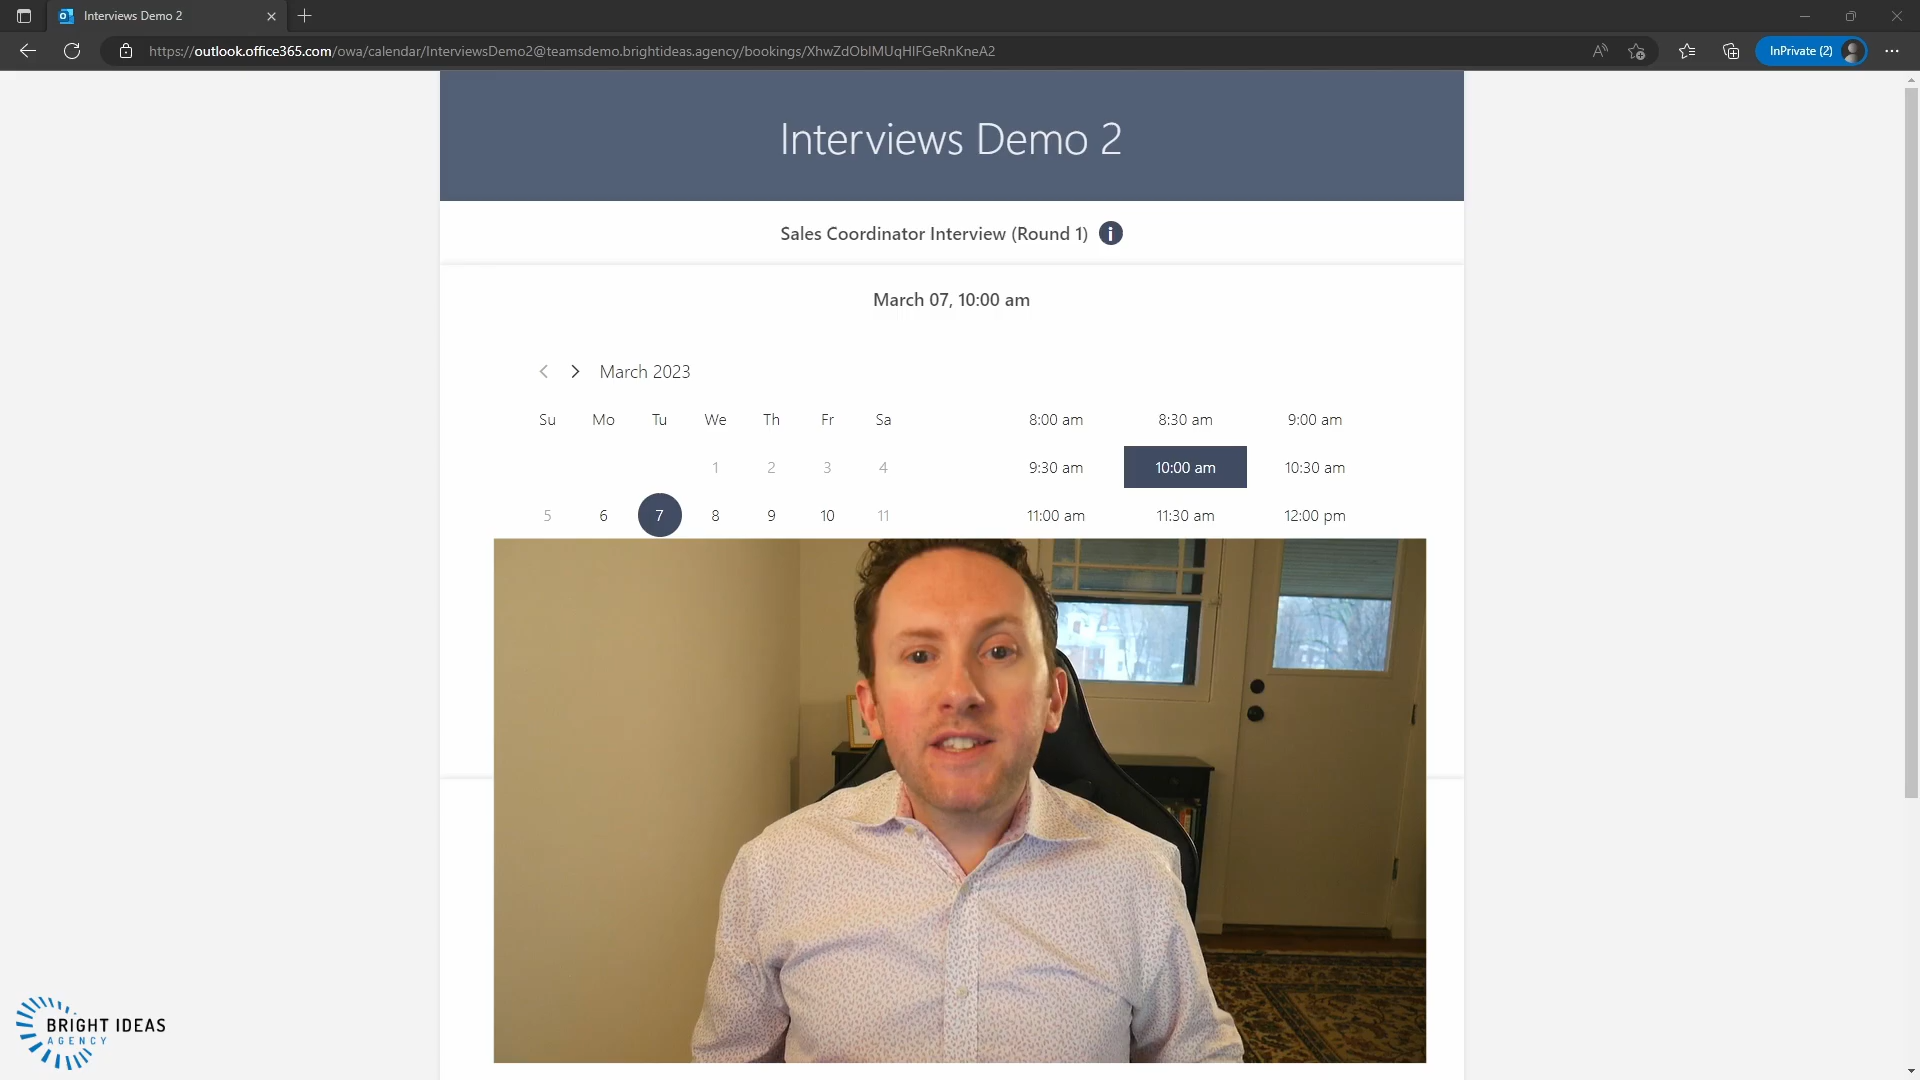 Interviews Demo 2
https://outlook.office365.com/owa/calendar/InterviewsDemo2@teamsdemo.brightideas.agency/bookings/XhwZdOblMUqHIFGeRnKneA2
InPrivate (2)
Interviews Demo 2
Sales Coordinator Interview (Round 1) i
March 07, 10:00 am
March 2023
Su Mo Tu We Th Fr Sa
1 2 3 4
5 6 7 8 9 10 11
8:00 am 8:30 am 9:00 am
9:30 am 10:00 am 10:30 am
11:00 am 11:30 am 12:00 pm
BRIGHT IDEAS
AGENCY